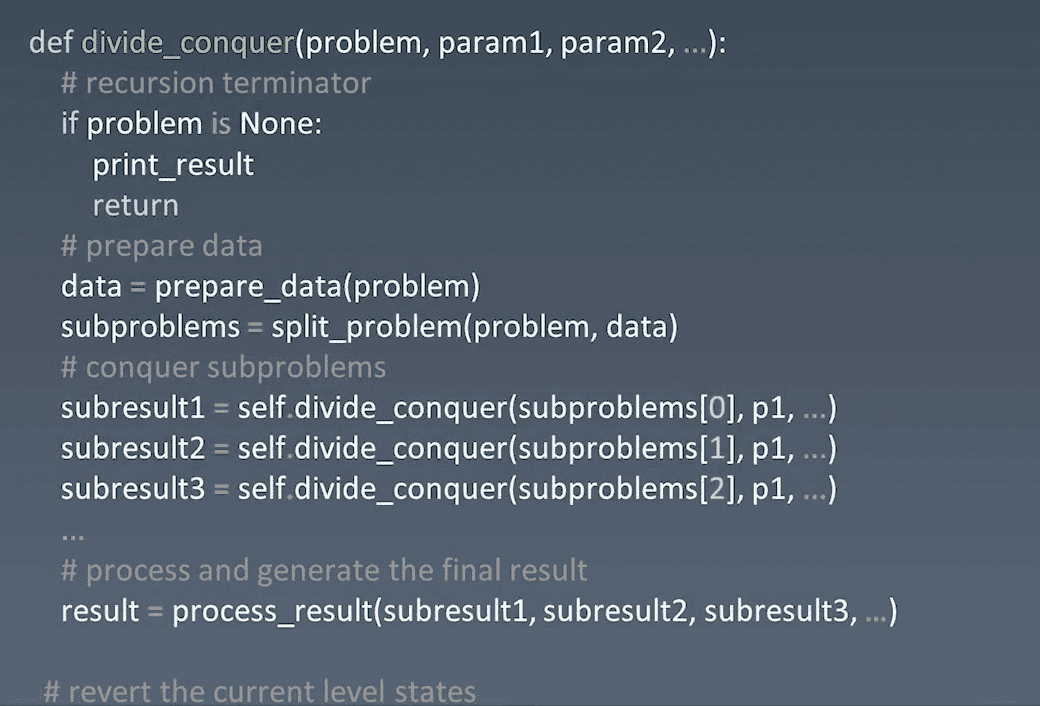 def divide_conquer(problem, param1, param2, ...):
# recursion terminator
if problem is None:
print_result
return
# prepare data
data = prepare_data(problem)
subproblems = split_problem(problem, data)
# conquer subproblems
subresult1 = self.divide_conquer(subproblems[0], p1, ...)
subresult2 = self.divide_conquer(subproblems[1], p1, ...)
subresult3 = self.divide_conquer(subproblems[2], p1, ...)
...
# process and generate the final result
result = process_result(subresult1, subresult2, subresult3, ...)
# revert the current level states